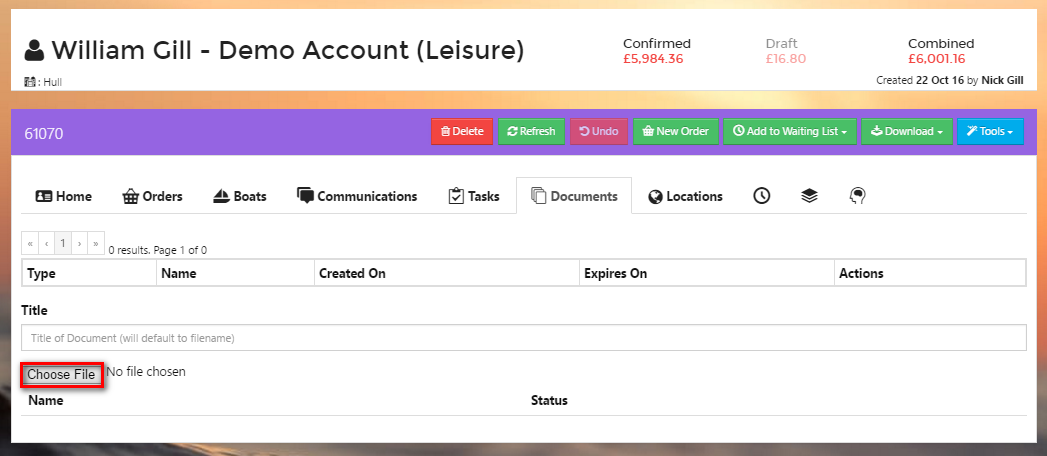 William Gill - Demo Account (Leisure)
Confirmed Draft Combined
£5,984.36 £16.80 £6,001.16
: Hull
Created 22 Oct 16 by Nick Gill
61070
Delete Refresh Undo New Order Add to Waiting List Download Tools
Home Orders Boats Communications Tasks Documents Locations
« ‹ 1 › » 0 results. Page 1 of 0
Type Name Created On Expires On Actions
Title
Title of Document (will default to filename)
Choose File No file chosen
Name Status